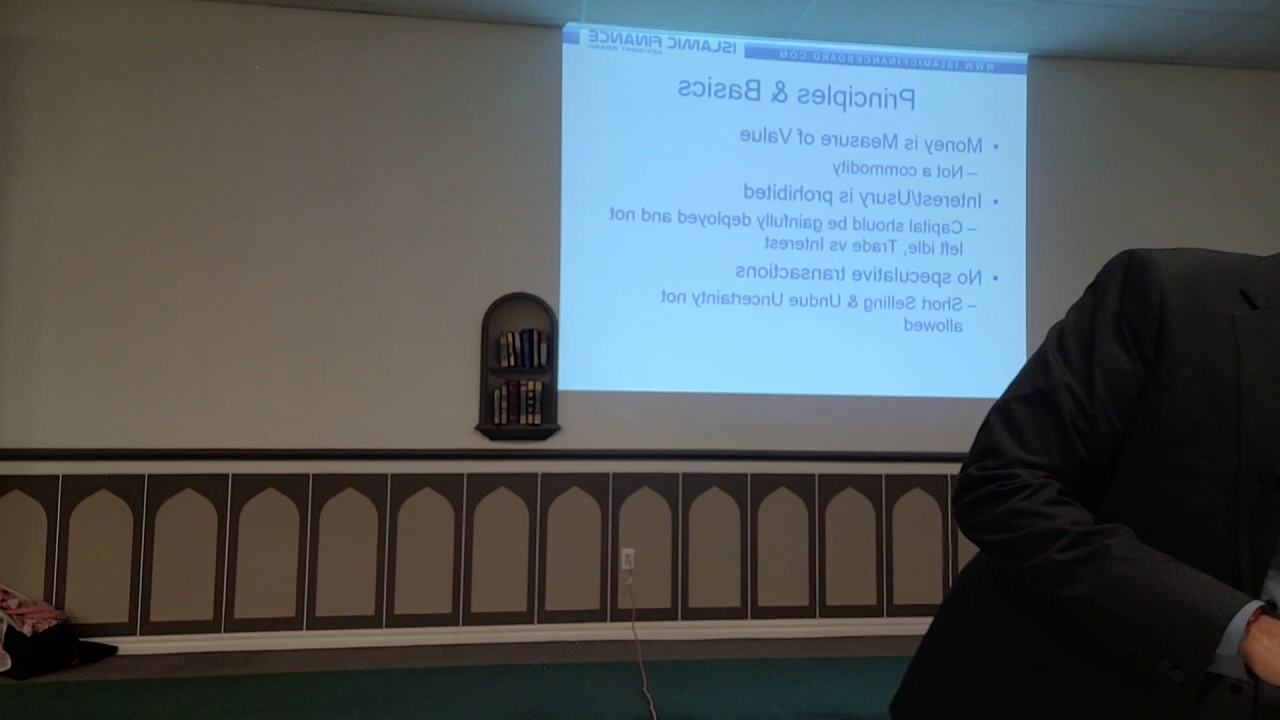 ISLAMIC FINANCE
ADVISORY BOARD
WWW.ISLAMICFINANCEBOARD.COM
Principles & Basics
• Money is Measure of Value
– Not a commodity
• Interest/Usury is prohibited
– Capital should be gainfully deployed and not
left idle, Trade vs Interest
• No speculative transactions
– Short Selling & Undue Uncertainty not
allowed